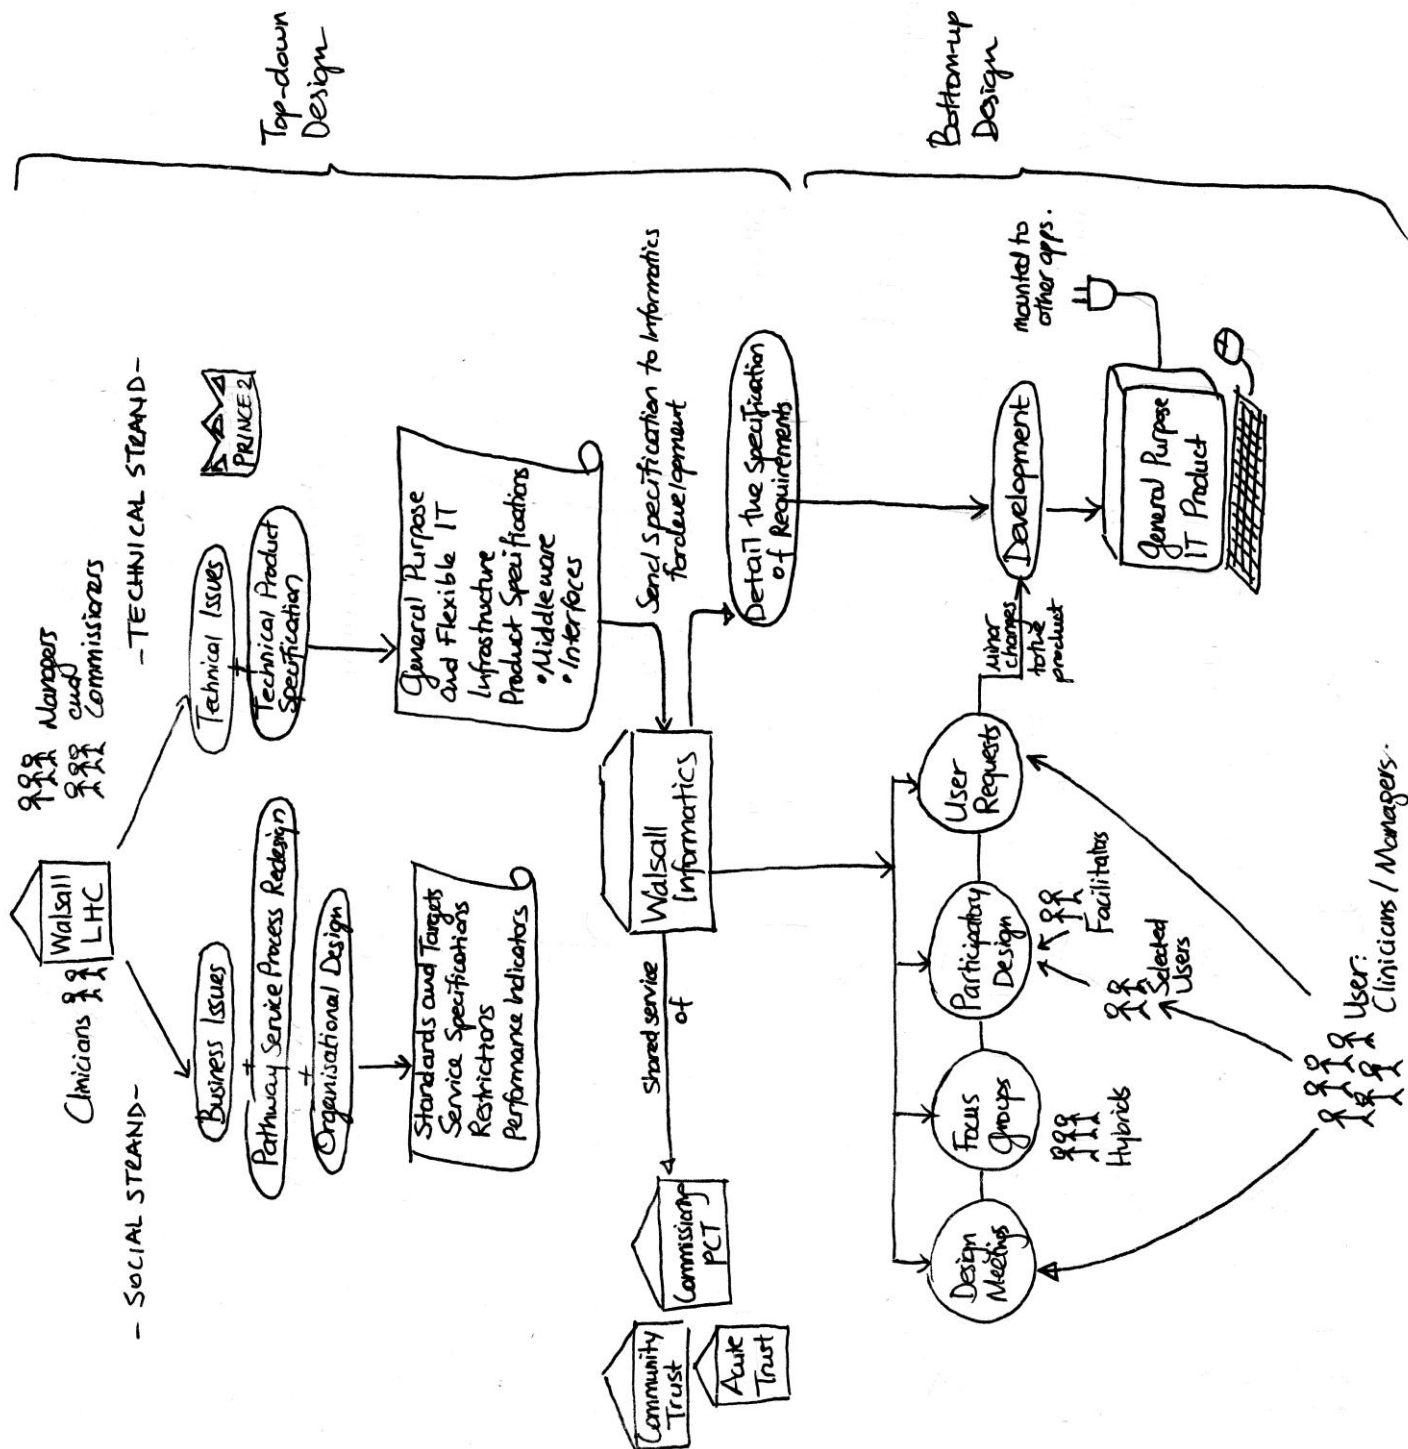 Clinicians
Walsall
LHC
Managers
and
Commissioners
- SOCIAL STRAND -
- TECHNICAL STRAND -
Business Issues
+
Pathway Service Process Redesign
+
Organisational Design
Standards and Targets
Service Specifications
Restrictions
Performance Indicators
Technical Issues
+
Technical Product
Specification
PRINCE2
General Purpose
and Flexible IT
Infrastructure
Product Specifications
• Middleware
• Interfaces
Top-down
Design
Send Specification to Informatics
for development
Walsall
Informatics
Shared service
of
Community
Trust
Acute
Trust
Commissioning
PCT
Detail the Specification
of Requirements
Bottom-up
Design
Design
Meetings
Focus
groups
Hybrids
Participatory
Design
Facilitators
Selected
Users
User
Requests
Minor
changes
to the
product
Development
General Purpose
IT Product
mounted to
other apps.
User:
Clinicians / Managers.